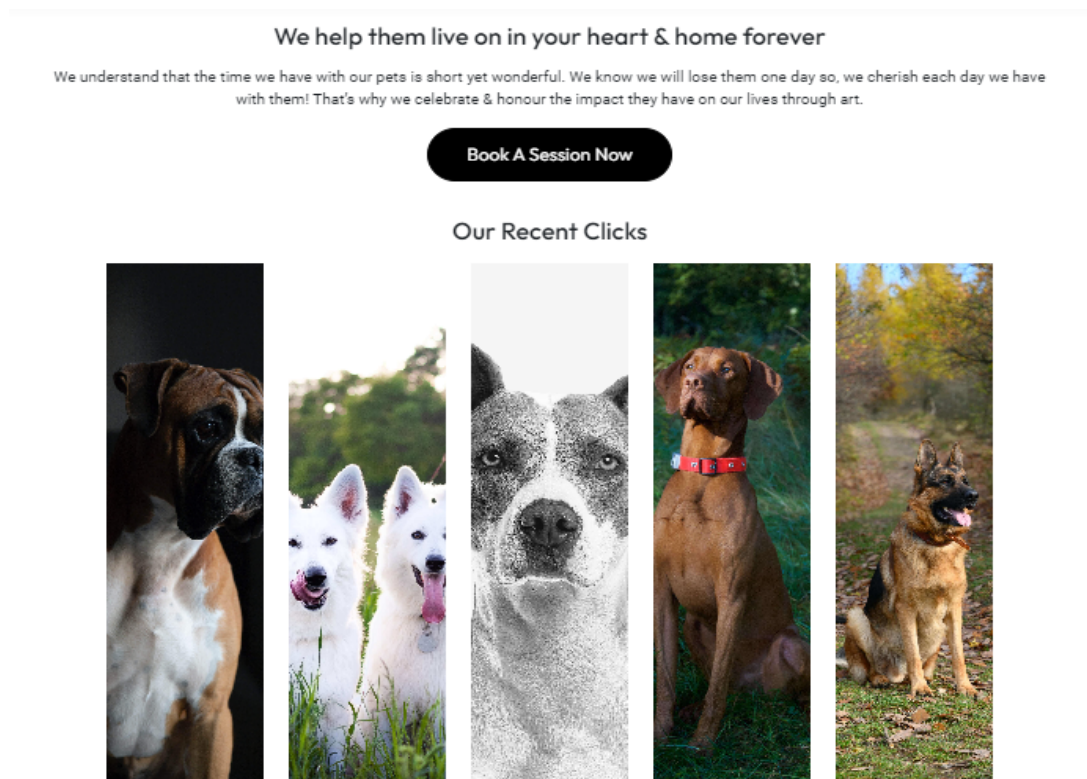 We help them live on in your heart & home forever
We understand that the time we have with our pets is short yet wonderful. We know we will lose them one day so, we cherish each day we have
with them! That's why we celebrate & honour the impact they have on our lives through art.
Book A Session Now
Our Recent Clicks